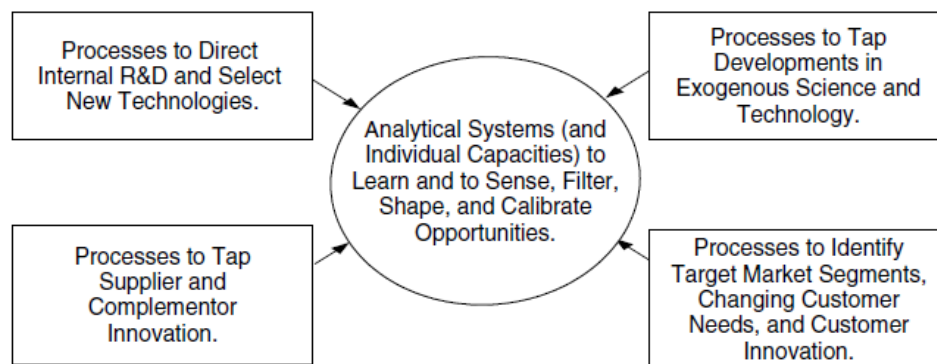 Processes to Direct
Internal R&D and Select
New Technologies.
Processes to Tap
Developments in
Exogenous Science and
Technology.
Analytical Systems (and
Individual Capacities) to
Learn and to Sense, Filter,
Shape, and Calibrate
Opportunities.
Processes to Tap
Supplier and
Complementor
Innovation.
Processes to Identify
Target Market Segments,
Changing Customer
Needs, and Customer
Innovation.